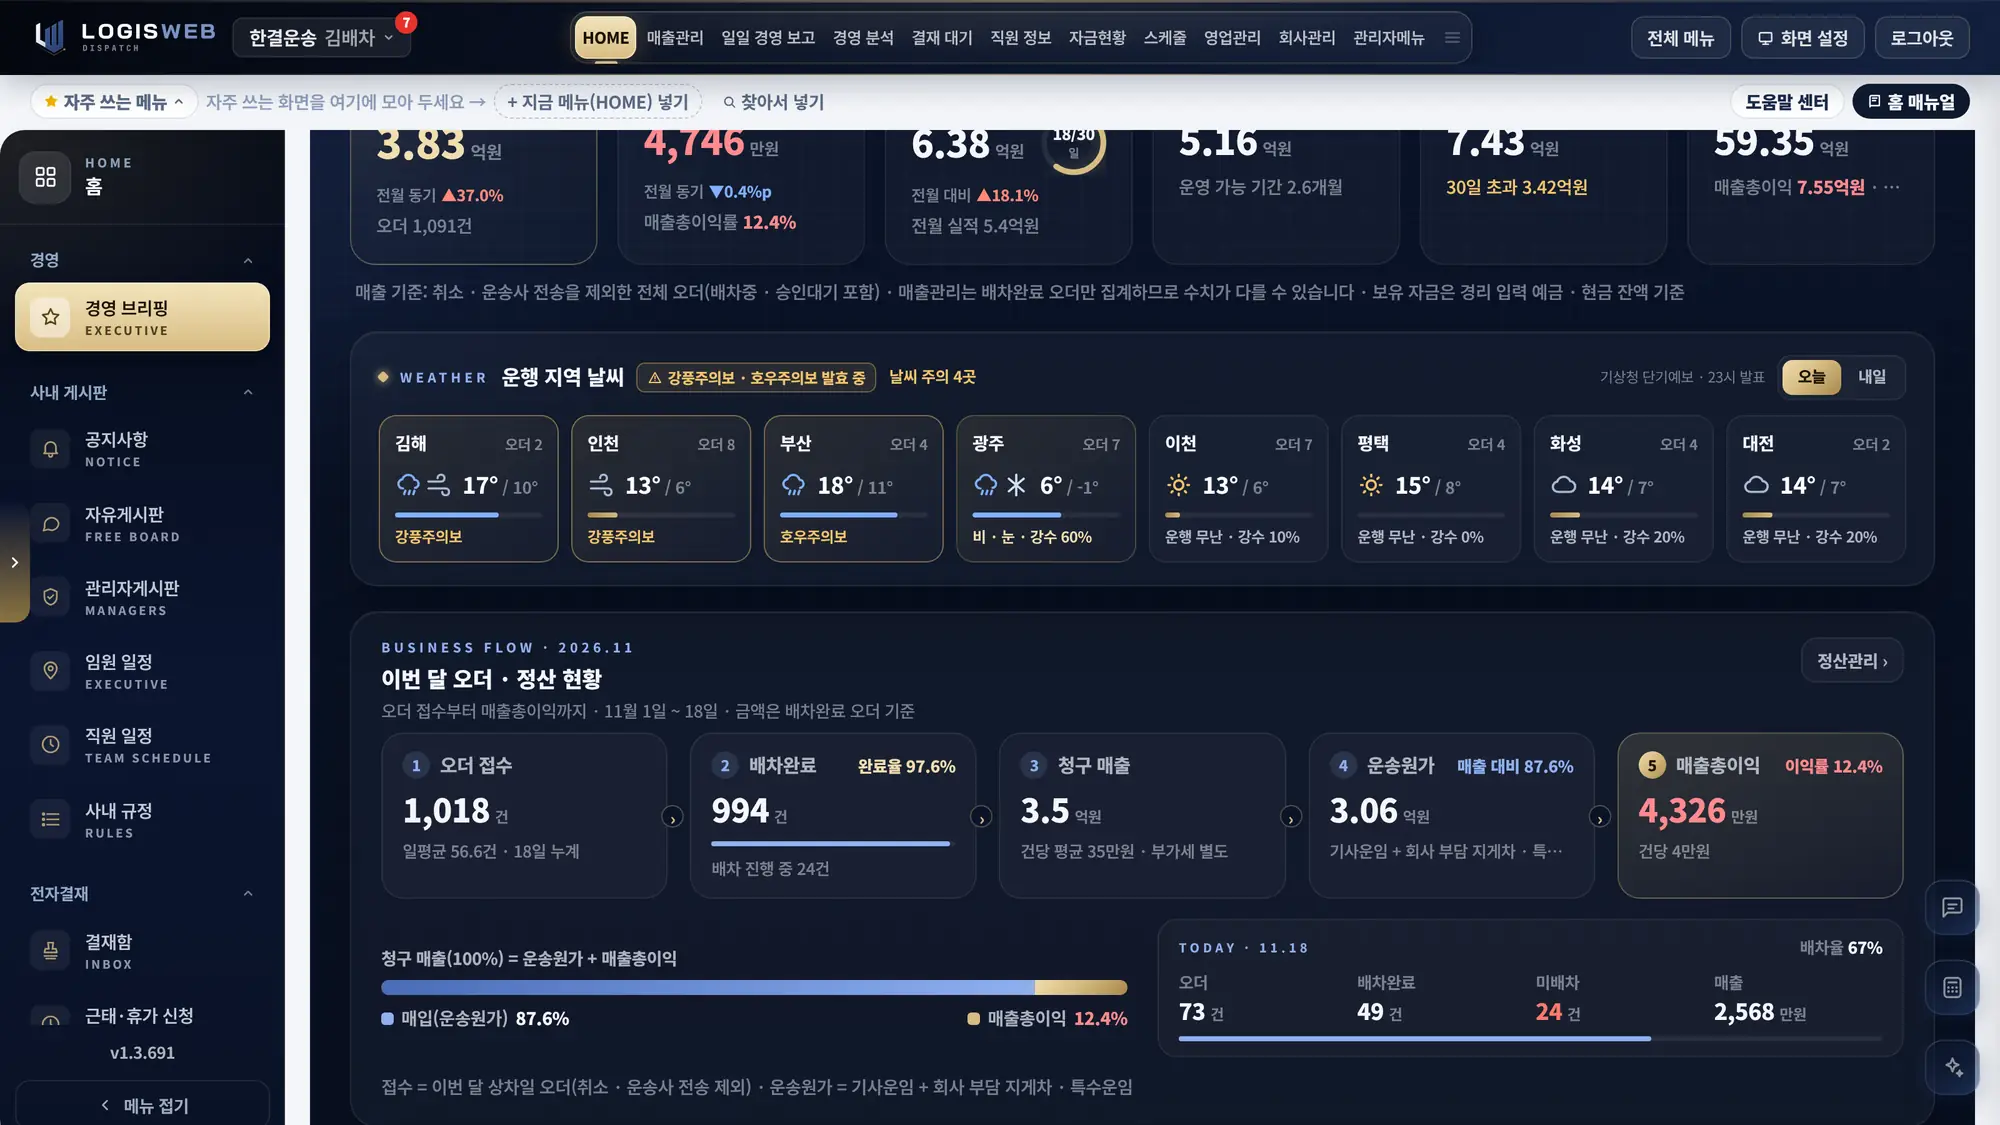 LOGISWEB
DISPATCH
한결운송 김배차
7
HOME
매출관리
일일 경영 보고
경영 분석
결재 대기
직원 정보
자금현황
스케줄
영업관리
회사관리
관리자메뉴
전체 메뉴
화면 설정
로그아웃
자주 쓰는 메뉴
자주 쓰는 화면을 여기에 모아 두세요 →
+ 지금 메뉴(HOME) 넣기
찾아서 넣기
도움말 센터
홈 매뉴얼
HOME
홈
경영
경영 브리핑
EXECUTIVE
사내 게시판
공지사항
NOTICE
자유게시판
FREE BOARD
관리자게시판
MANAGERS
임원 일정
EXECUTIVE
직원 일정
TEAM SCHEDULE
사내 규정
RULES
전자결재
결재함
INBOX
근태·휴가 신청
v1.3.691
메뉴 접기
3.83 억원
전월 동기 ▲37.0%
오더 1,091건
4,746 만원
전월 동기 ▼0.4%p
매출총이익률 12.4%
6.38 억원
18/30
일
전월 대비 ▲18.1%
전월 실적 5.4억원
5.16 억원
운영 가능 기간 2.6개월
7.43 억원
30일 초과 3.42억원
59.35 억원
매출총이익 7.55억원 · ···
매출 기준: 취소 · 운송사 전송을 제외한 전체 오더(배차중 · 승인대기 포함) · 매출관리는 배차완료 오더만 집계하므로 수치가 다를 수 있습니다 · 보유 자금은 경리 입력 예금 · 현금 잔액 기준
WEATHER 운행 지역 날씨
강풍주의보 · 호우주의보 발효 중
날씨 주의 4곳
기상청 단기예보 · 23시 발표
오늘
내일
김해 오더 2
17° / 10°
강풍주의보
인천 오더 8
13° / 6°
강풍주의보
부산 오더 4
18° / 11°
호우주의보
광주 오더 7
6° / -1°
비 · 눈 · 강수 60%
이천 오더 7
13° / 6°
운행 무난 · 강수 10%
평택 오더 4
15° / 8°
운행 무난 · 강수 0%
화성 오더 4
14° / 7°
운행 무난 · 강수 20%
대전 오더 2
14° / 7°
운행 무난 · 강수 20%
BUSINESS FLOW · 2026.11
이번 달 오더 · 정산 현황
오더 접수부터 매출총이익까지 · 11월 1일 ~ 18일 · 금액은 배차완료 오더 기준
정산관리 ›
1 오더 접수
1,018 건
일평균 56.6건 · 18일 누계
2 배차완료 완료율 97.6%
994 건
배차 진행 중 24건
3 청구 매출
3.5 억원
건당 평균 35만원 · 부가세 별도
4 운송원가 매출 대비 87.6%
3.06 억원
기사운임 + 회사 부담 지게차 · 특···
5 매출총이익 이익률 12.4%
4,326 만원
건당 4만원
청구 매출(100%) = 운송원가 + 매출총이익
매입(운송원가) 87.6%
매출총이익 12.4%
TODAY · 11.18
배차율 67%
오더
73 건
배차완료
49 건
미배차
24 건
매출
2,568 만원
접수 = 이번 달 상차일 오더(취소 · 운송사 전송 제외) · 운송원가 = 기사운임 + 회사 부담 지게차 · 특수운임